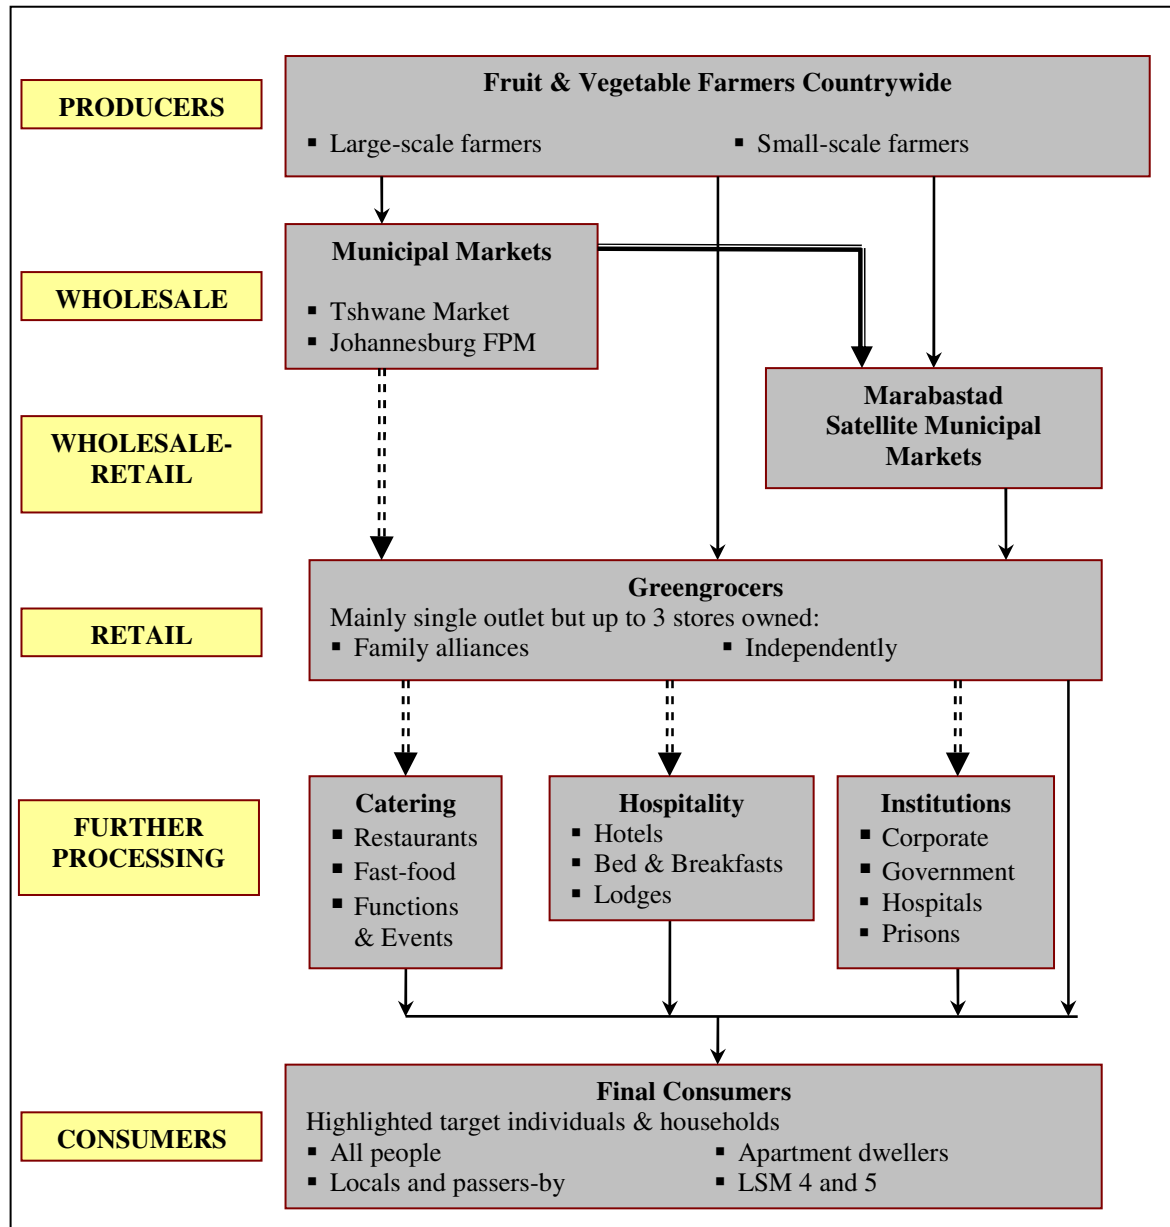 PRODUCERS
Fruit & Vegetable Farmers Countrywide
▪ Large-scale farmers
▪ Small-scale farmers
WHOLESALE
Municipal Markets
▪ Tshwane Market
▪ Johannesburg FPM
WHOLESALE-
RETAIL
Marabastad
Satellite Municipal
Markets
RETAIL
Greengrocers
Mainly single outlet but up to 3 stores owned:
▪ Family alliances
▪ Independently
FURTHER
PROCESSING
Catering
▪ Restaurants
▪ Fast-food
▪ Functions
& Events
Hospitality
▪ Hotels
▪ Bed & Breakfasts
▪ Lodges
Institutions
▪ Corporate
▪ Government
▪ Hospitals
▪ Prisons
CONSUMERS
Final Consumers
Highlighted target individuals & households
▪ All people
▪ Apartment dwellers
▪ Locals and passers-by
▪ LSM 4 and 5